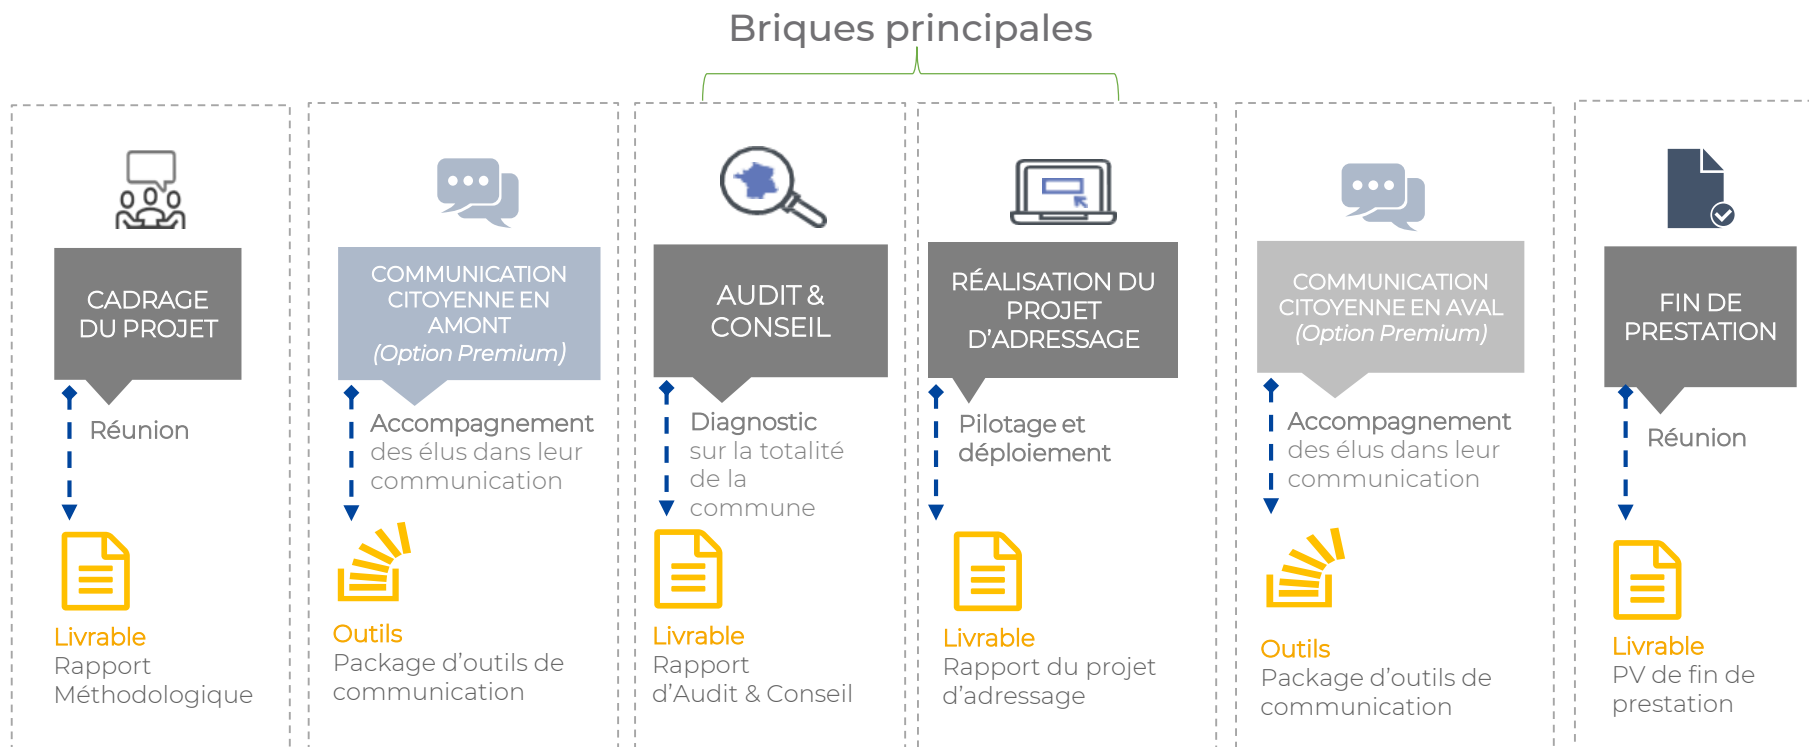 Briques principales
CADRAGE
DU PROJET
Réunion
Livrable
Rapport
Méthodologique
COMMUNICATION
CITOYENNE EN
AMONT
(Option Premium)
Accompagnement
des élus dans leur
communication
Outils
Package d’outils de
communication
AUDIT &
CONSEIL
Diagnostic
sur la totalité
de la
commune
Livrable
Rapport
d’Audit & Conseil
RÉALISATION DU
PROJET
D’ADRESSAGE
Pilotage et
déploiement
Livrable
Rapport du projet
d’adressage
COMMUNICATION
CITOYENNE EN AVAL
(Option Premium)
Accompagnement
des élus dans leur
communication
Outils
Package d’outils de
communication
FIN DE
PRESTATION
Réunion
Livrable
PV de fin de
prestation